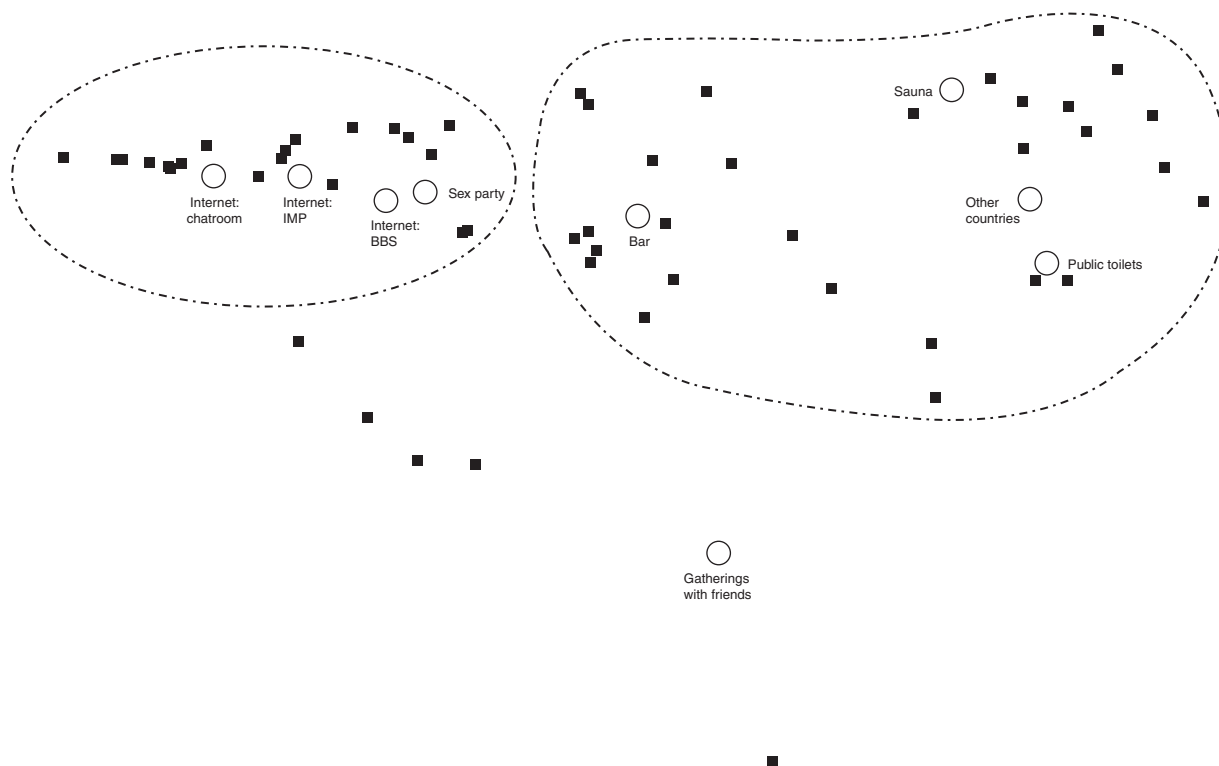 Sauna
Internet:
chatroom
Internet:
IMP
Internet:
BBS
Sex party
Bar
Other
countries
Public toilets
Gatherings
with friends